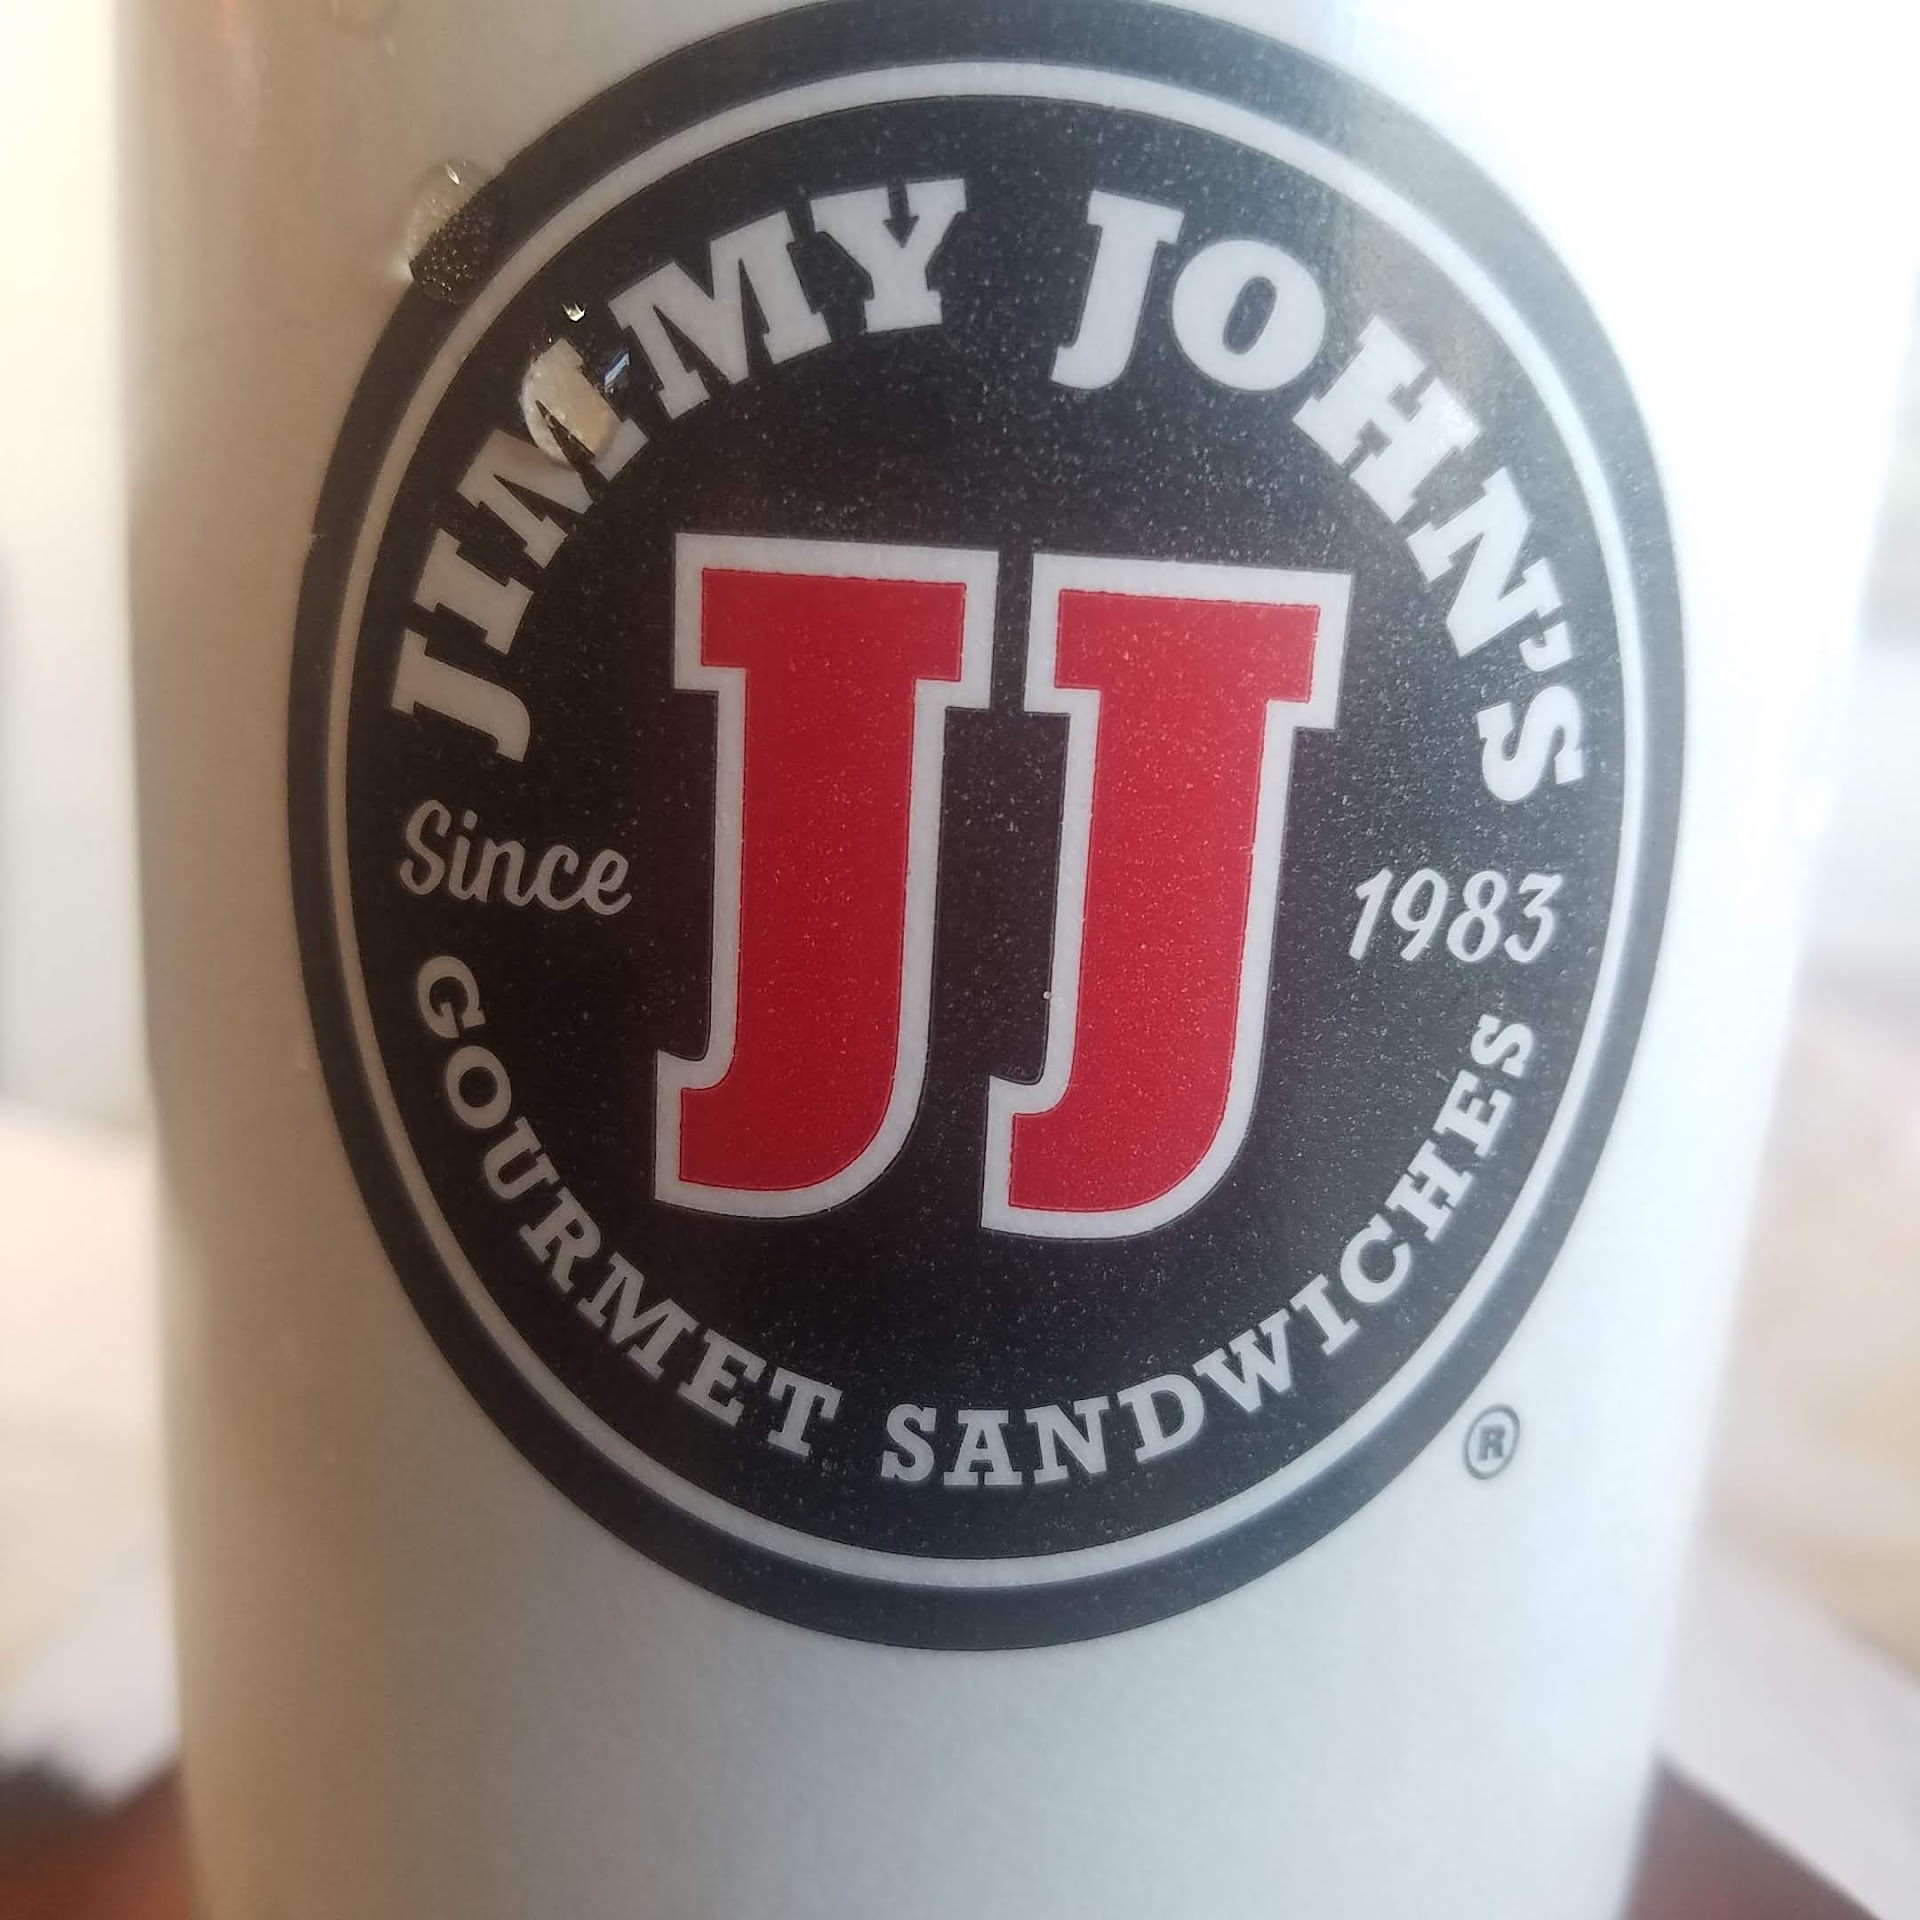 JIMMY JOHN'S
JJ
Since 1983
GOURMET SANDWICHES
®